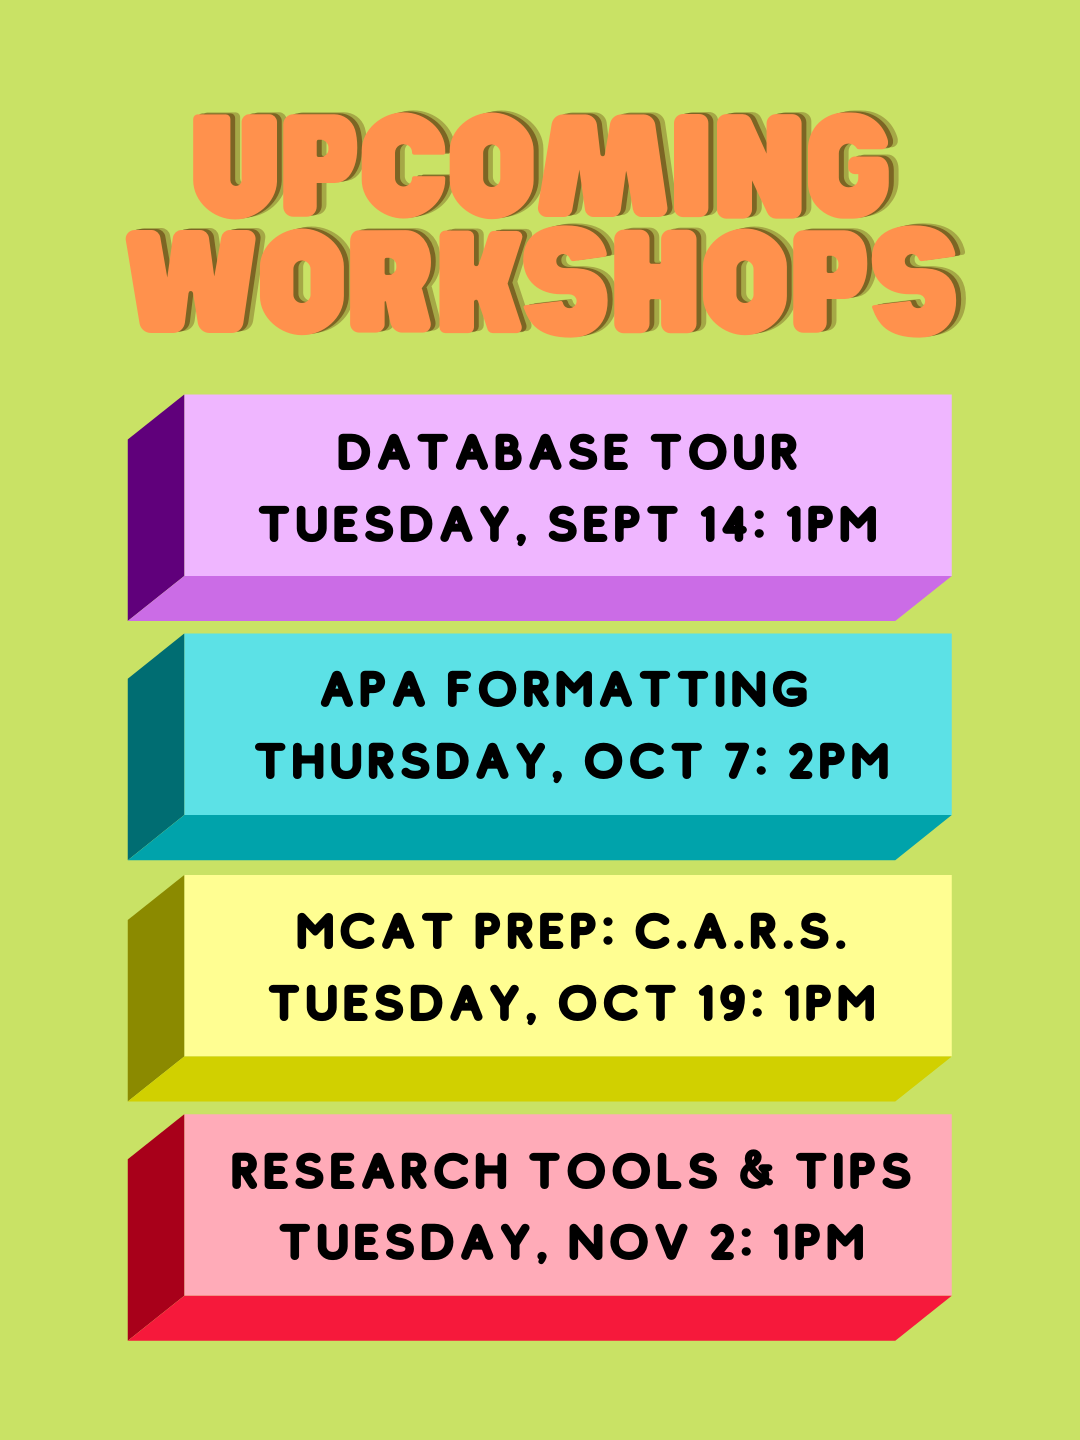 UPCOMING
WORKSHOPS
DATABASE TOUR
TUESDAY, SEPT 14: 1PM
APA FORMATTING
THURSDAY, OCT 7: 2PM
MCAT PREP: C.A.R.S.
TUESDAY, OCT 19: 1PM
RESEARCH TOOLS & TIPS
TUESDAY, NOV 2: 1PM